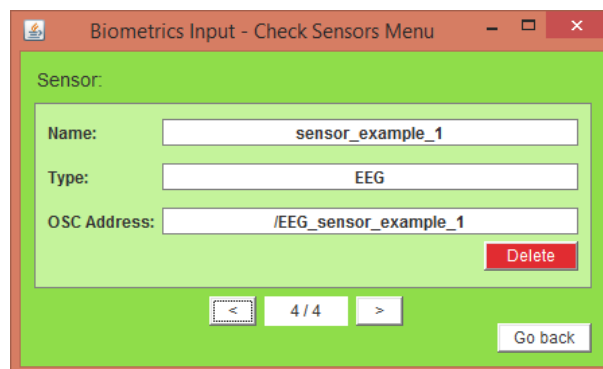 Biometrics Input - Check Sensors Menu
Sensor:
Name: sensor_example_1
Type: EEG
OSC Address: /EEG_sensor_example_1
Delete
< 4 / 4 >
Go back